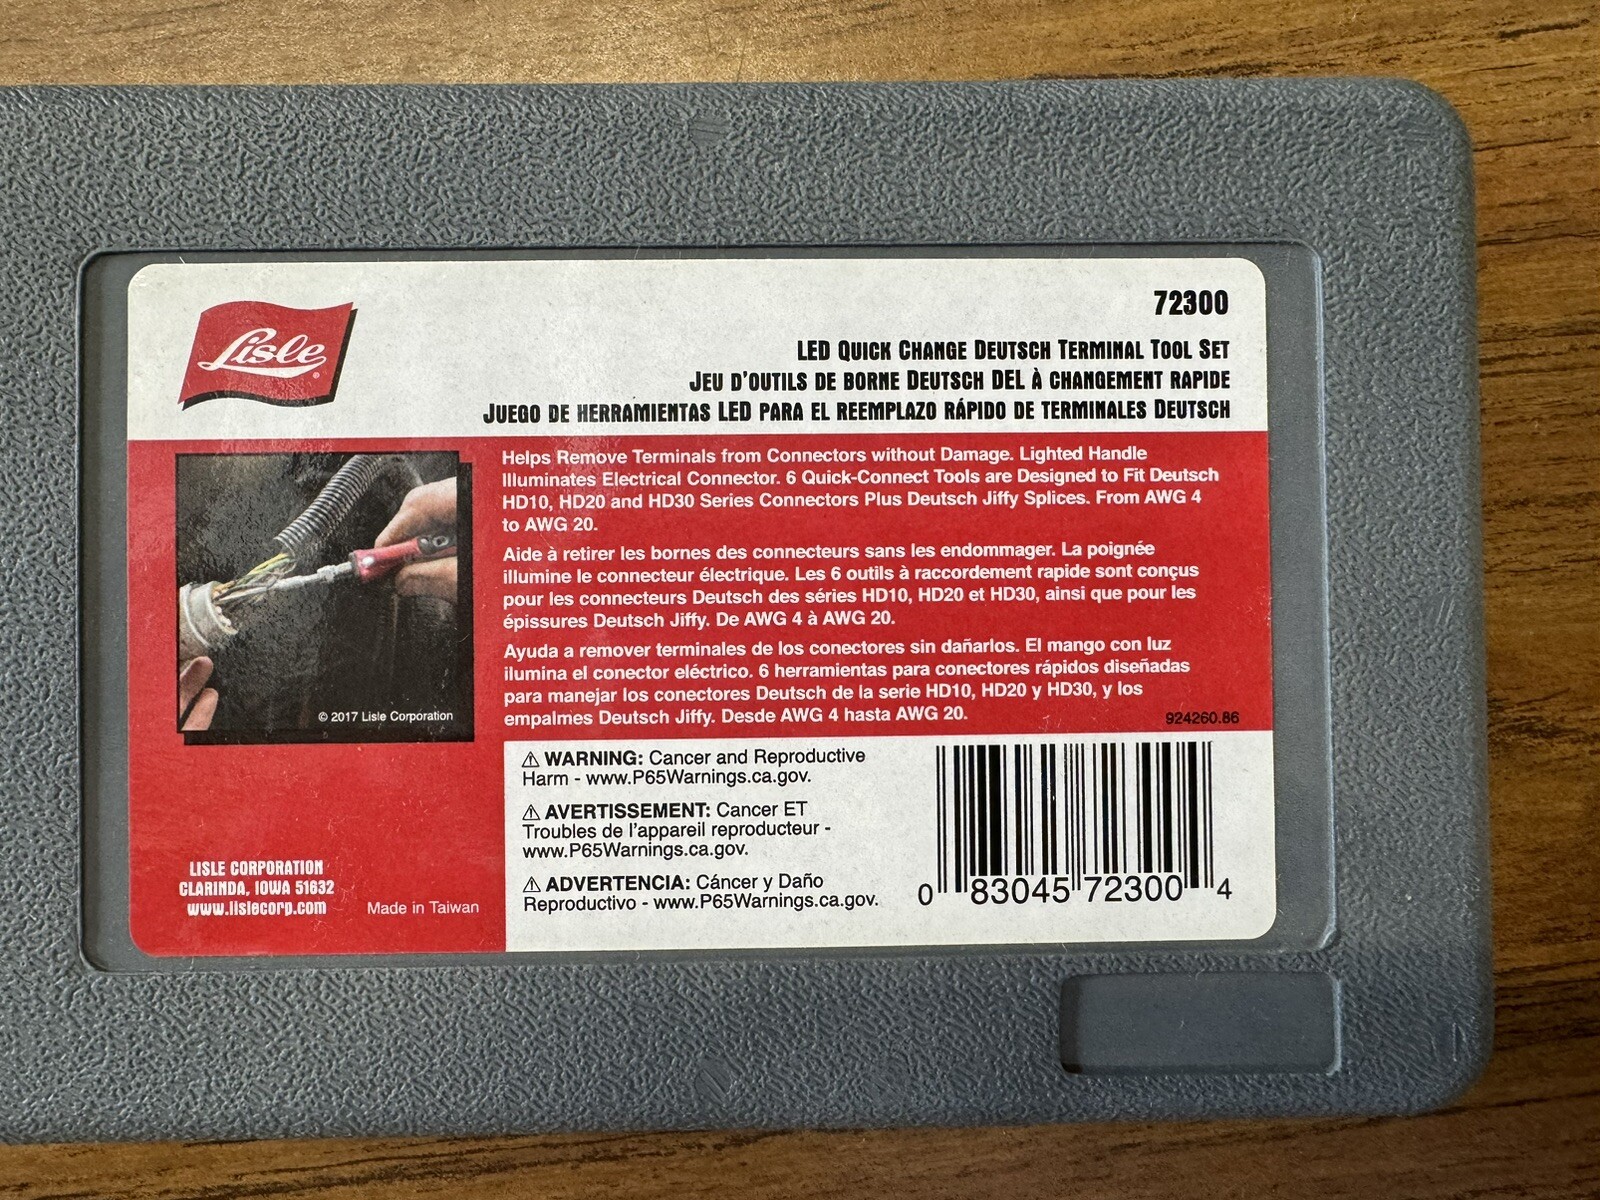 Lisle
®
72300
LED QUICK CHANGE DEUTSCH TERMINAL TOOL SET
JEU D'OUTILS DE BORNE DEUTSCH DEL À CHANGEMENT RAPIDE
JUEGO DE HERRAMIENTAS LED PARA EL REEMPLAZO RÁPIDO DE TERMINALES DEUTSCH
Helps Remove Terminals from Connectors without Damage. Lighted Handle
Illuminates Electrical Connector. 6 Quick-Connect Tools are Designed to Fit Deutsch
HD10, HD20 and HD30 Series Connectors Plus Deutsch Jiffy Splices. From AWG 4
to AWG 20.
Aide à retirer les bornes des connecteurs sans les endommager. La poignée
illumine le connecteur électrique. Les 6 outils à raccordement rapide sont conçus
pour les connecteurs Deutsch des séries HD10, HD20 et HD30, ainsi que pour les
épissures Deutsch Jiffy. De AWG 4 à AWG 20.
Ayuda a remover terminales de los conectores sin dañarlos. El mango con luz
ilumina el conector eléctrico. 6 herramientas para conectores rápidos diseñadas
para manejar los conectores Deutsch de la serie HD10, HD20 y HD30, y los
empalmes Deutsch Jiffy. Desde AWG 4 hasta AWG 20.
924260.86
© 2017 Lisle Corporation
LISLE CORPORATION
CLARINDA, IOWA 51632
www.lislecorp.com
Made in Taiwan
⚠ WARNING: Cancer and Reproductive
Harm - www.P65Warnings.ca.gov.
⚠ AVERTISSEMENT: Cancer ET
Troubles de l'appareil reproducteur -
www.P65Warnings.ca.gov.
⚠ ADVERTENCIA: Cáncer y Daño
Reproductivo - www.P65Warnings.ca.gov.
0 83045 72300 4